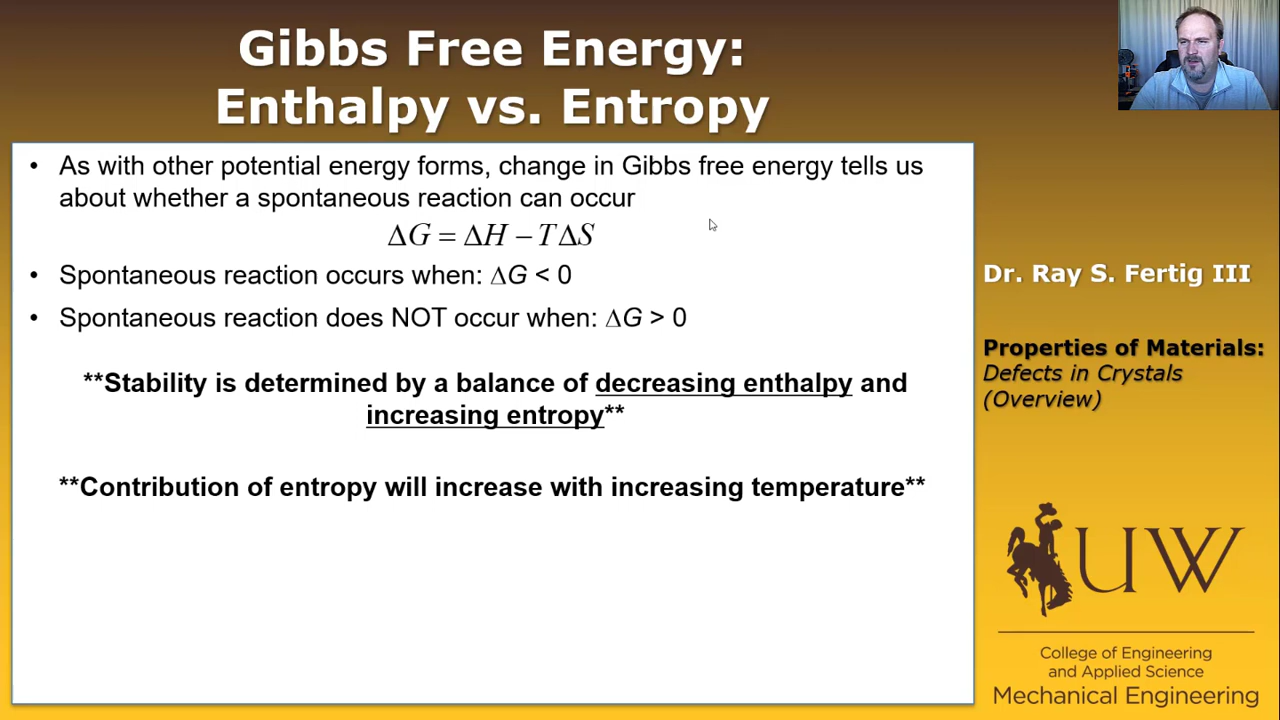 Gibbs Free Energy:
Enthalpy vs. Entropy
• As with other potential energy forms, change in Gibbs free energy tells us
about whether a spontaneous reaction can occur
ΔG = ΔH − TΔS
• Spontaneous reaction occurs when: ΔG < 0
• Spontaneous reaction does NOT occur when: ΔG > 0
**Stability is determined by a balance of decreasing enthalpy and
increasing entropy**
**Contribution of entropy will increase with increasing temperature**
Dr. Ray S. Fertig III
Properties of Materials:
Defects in Crystals
(Overview)
UW
College of Engineering
and Applied Science
Mechanical Engineering